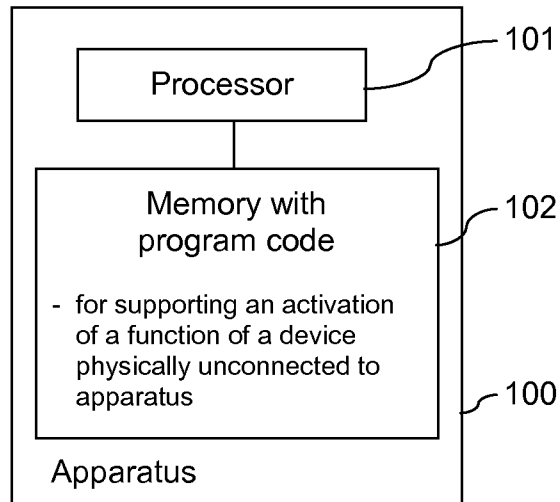 101
Processor
102
Memory with
program code
- for supporting an activation
of a function of a device
physically unconnected to
apparatus
100
Apparatus